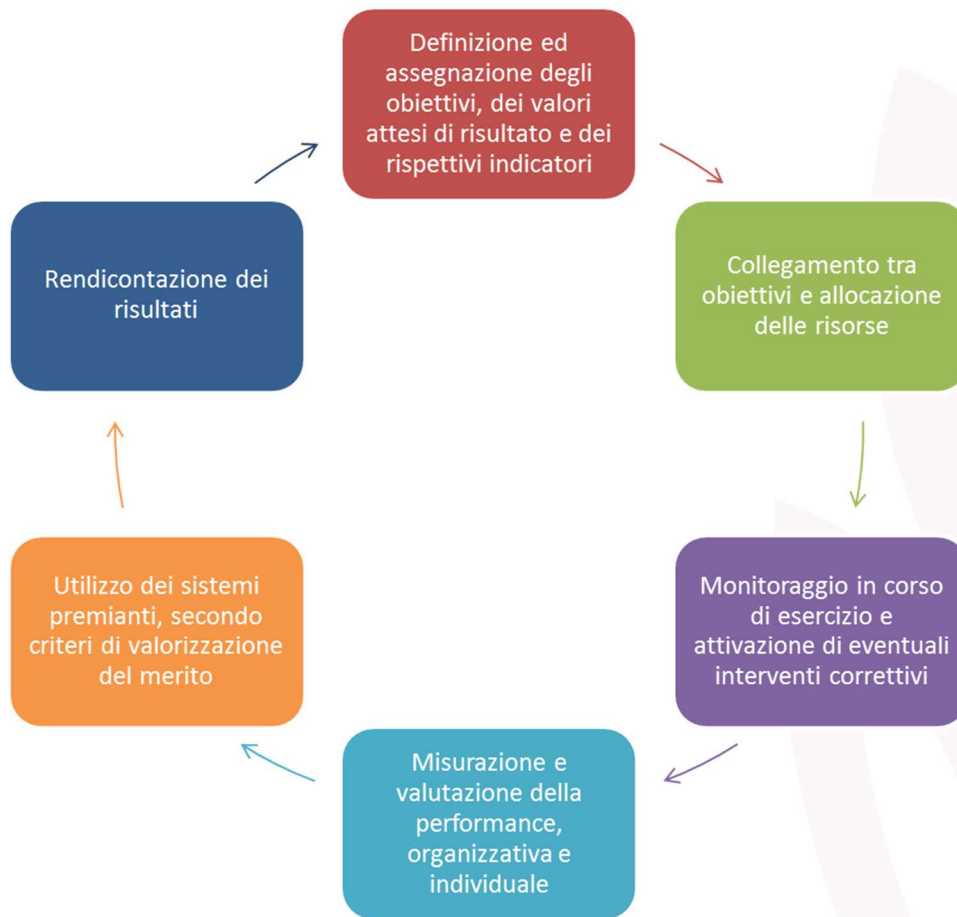 Definizione ed
assegnazione degli
obiettivi, dei valori
attesi di risultato e dei
rispettivi indicatori
Collegamento tra
obiettivi e allocazione
delle risorse
Monitoraggio in corso
di esercizio e
attivazione di eventuali
interventi correttivi
Misurazione e
valutazione della
performance,
organizzativa e
individuale
Utilizzo dei sistemi
premianti, secondo
criteri di valorizzazione
del merito
Rendicontazione dei
risultati